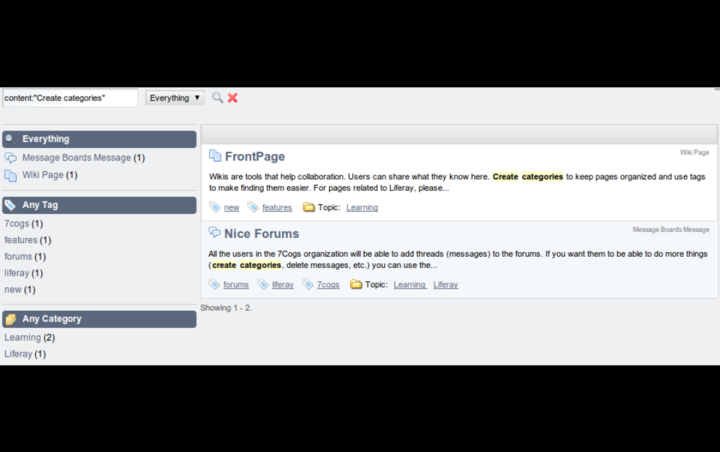 content:"Create categories"
Everything
Everything
Message Boards Message (1)
Wiki Page (1)
Any Tag
7cogs (1)
features (1)
forums (1)
liferay (1)
new (1)
Any Category
Learning (2)
Liferay (1)
FrontPage
Wiki Page
Wikis are tools that help collaboration. Users can share what they know here. Create categories to keep pages organized and use tags
to make finding them easier. For pages related to Liferay, please...
new features Topic: Learning
Nice Forums
Message Boards Message
All the users in the 7Cogs organization will be able to add threads (messages) to the forums. If you want them to be able to do more things
(create categories, delete messages, etc.) you can use the...
forums liferay 7cogs Topic: Learning Liferay
Showing 1 - 2.